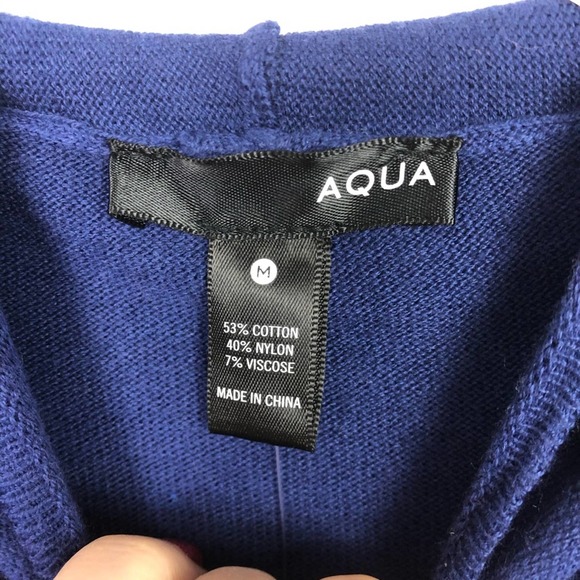 AQUA
M
53% COTTON
40% NYLON
7% VISCOSE
MADE IN CHINA